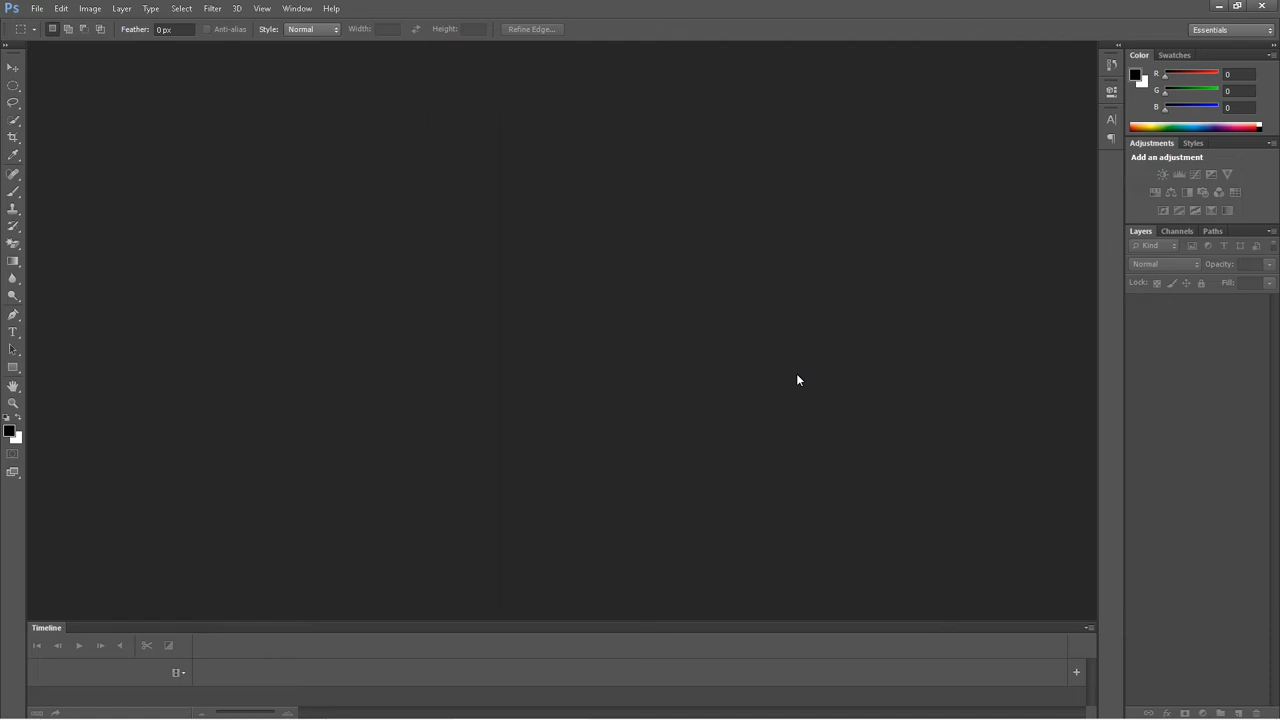 Ps File Edit Image Layer Type Select Filter 3D View Window Help
Feather: 0 px Anti-alias Style: Normal Width: Height: Refine Edge... Essentials
Color Swatches
R 0
G 0
B 0
Adjustments Styles
Add an adjustment
Layers Channels Paths
Kind
Normal Opacity:
Lock: Fill:
Timeline